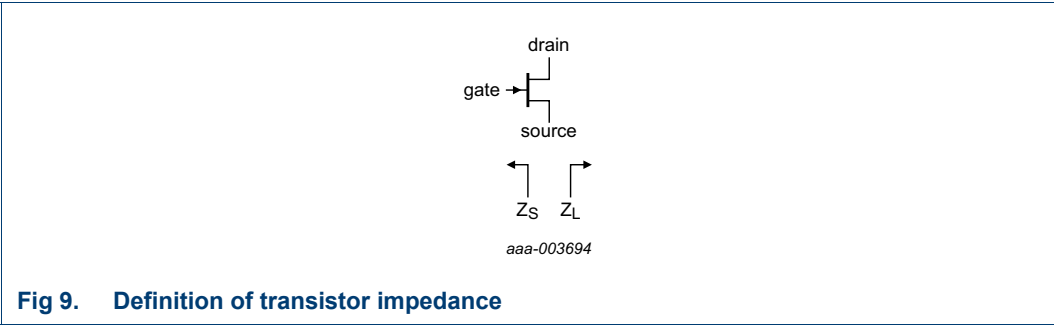 drain
gate
source
ZS ZL
aaa-003694
Fig 9. Definition of transistor impedance